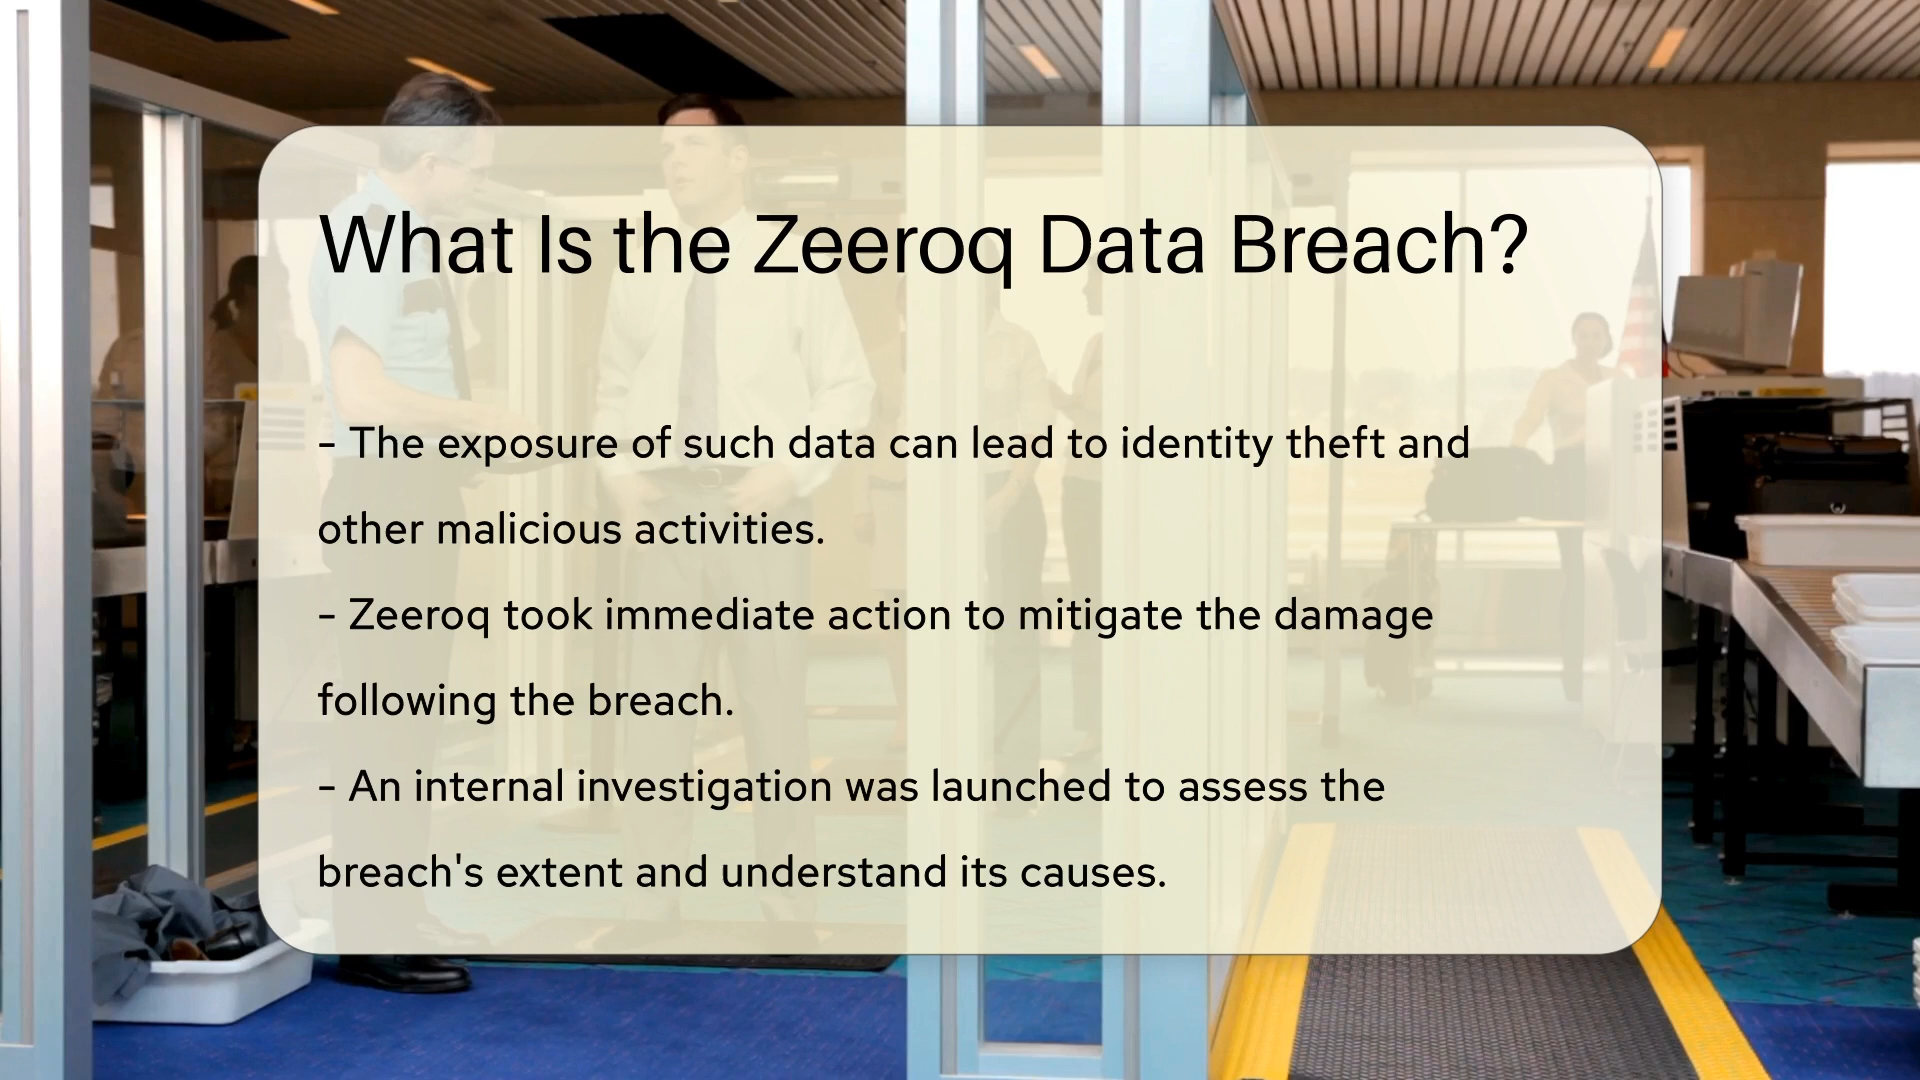 What Is the Zeeroq Data Breach?
- The exposure of such data can lead to identity theft and
other malicious activities.
- Zeeroq took immediate action to mitigate the damage
following the breach.
- An internal investigation was launched to assess the
breach's extent and understand its causes.